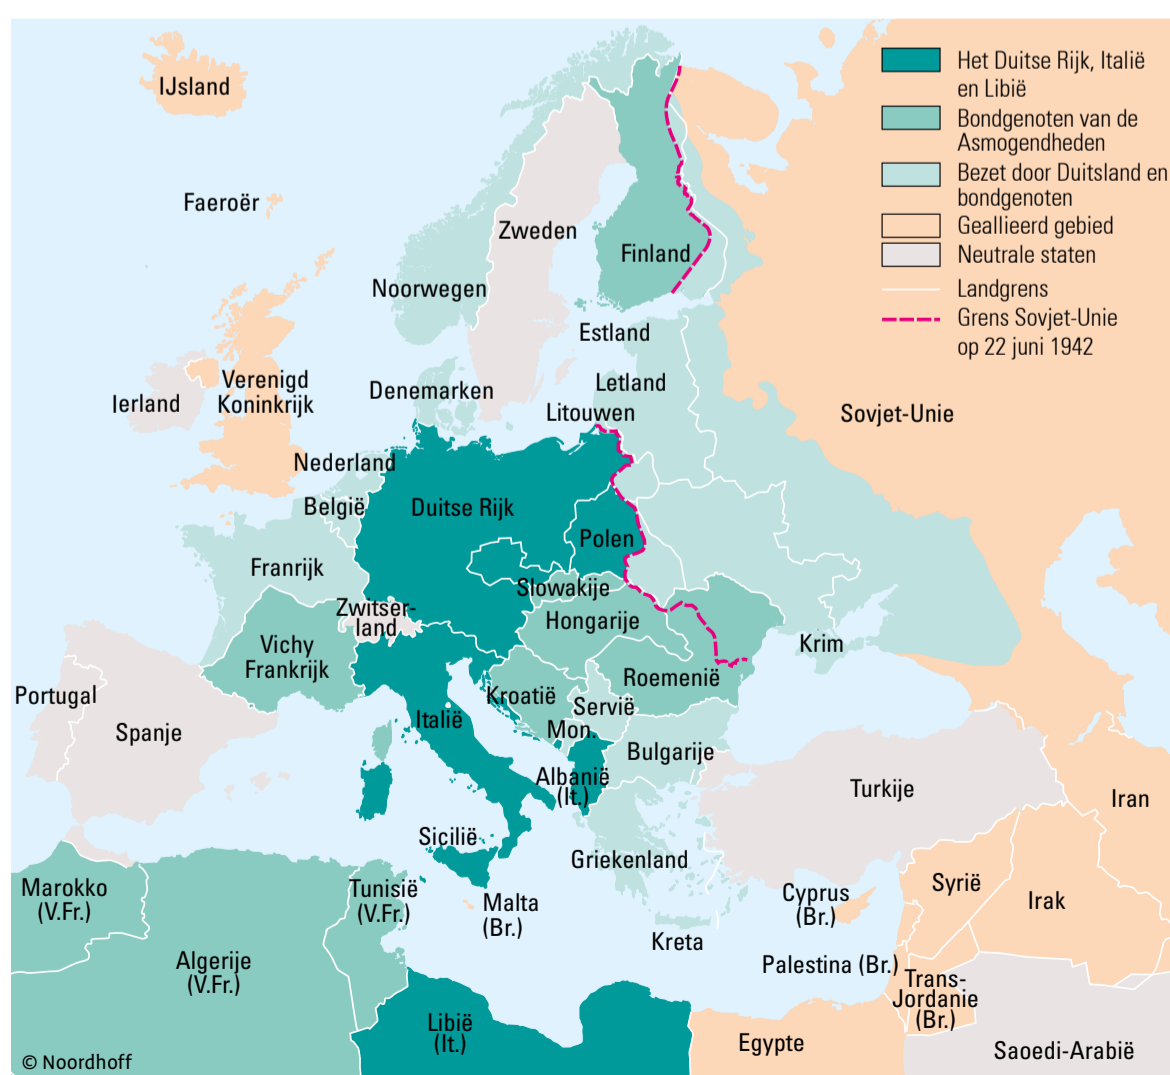 IJsland
Faeroër
Zweden
Finland
Noorwegen
Estland
Denemarken
Letland
Litouwen
Ierland
Verenigd
Koninkrijk
Sovjet-Unie
Nederland
België
Duitse Rijk
Polen
Franrijk
Slowakije
Zwitser-
land
Hongarije
Vichy
Frankrijk
Krim
Roemenië
Kroatië
Servië
Portugal
Spanje
Italië
Mon.
Bulgarije
Albanië
(It.)
Turkije
Iran
Sicilië
Griekenland
Marokko
(V.Fr.)
Tunisië
(V.Fr.)
Malta
(Br.)
Kreta
Cyprus
(Br.)
Syrië
Irak
Algerije
(V.Fr.)
Palestina (Br.)
Trans-
Jordanie
(Br.)
Libië
(It.)
Egypte
Saoedi-Arabië
Het Duitse Rijk, Italië
en Libië
Bondgenoten van de
Asmogendheden
Bezet door Duitsland en
bondgenoten
Geallieerd gebied
Neutrale staten
Landgrens
Grens Sovjet-Unie
op 22 juni 1942
© Noordhoff